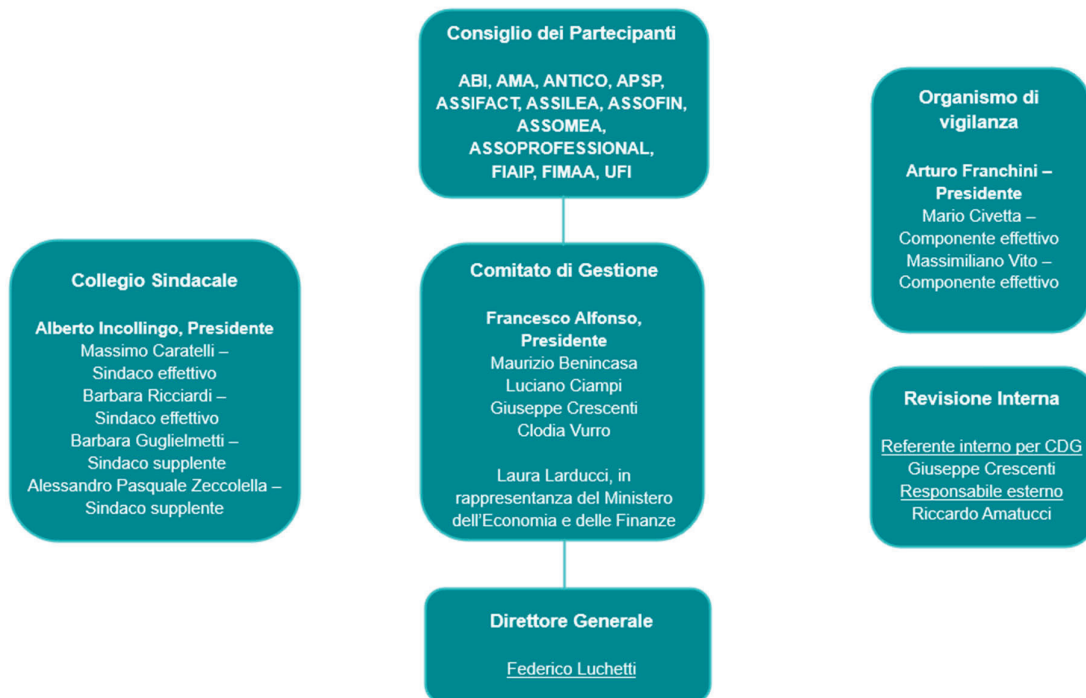 Consiglio dei Partecipanti
ABI, AMA, ANTICO, APSP,
ASSIFACT, ASSILEA, ASSOFIN,
ASSOMEA,
ASSOPROFESSIONAL,
FIAIP, FIMAA, UFI
Organismo di
vigilanza
Arturo Franchini –
Presidente
Mario Civetta –
Componente effettivo
Massimiliano Vito –
Componente effettivo
Collegio Sindacale
Alberto Incollingo, Presidente
Massimo Caratelli –
Sindaco effettivo
Barbara Ricciardi –
Sindaco effettivo
Barbara Guglielmetti –
Sindaco supplente
Alessandro Pasquale Zeccolella –
Sindaco supplente
Comitato di Gestione
Francesco Alfonso,
Presidente
Maurizio Benincasa
Luciano Ciampi
Giuseppe Crescenti
Clodia Vurro
Laura Larducci, in
rappresentanza del Ministero
dell'Economia e delle Finanze
Revisione Interna
Referente interno per CDG
Giuseppe Crescenti
Responsabile esterno
Riccardo Amatucci
Direttore Generale
Federico Luchetti